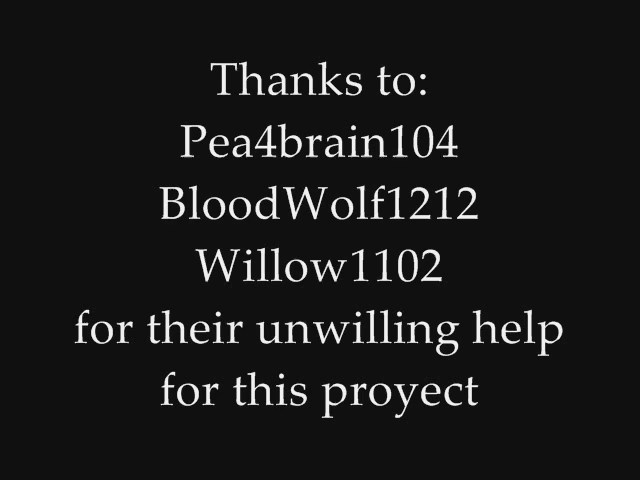 Thanks to:
Pea4brain104
BloodWolf1212
Willow1102
for their unwilling help
for this proyect